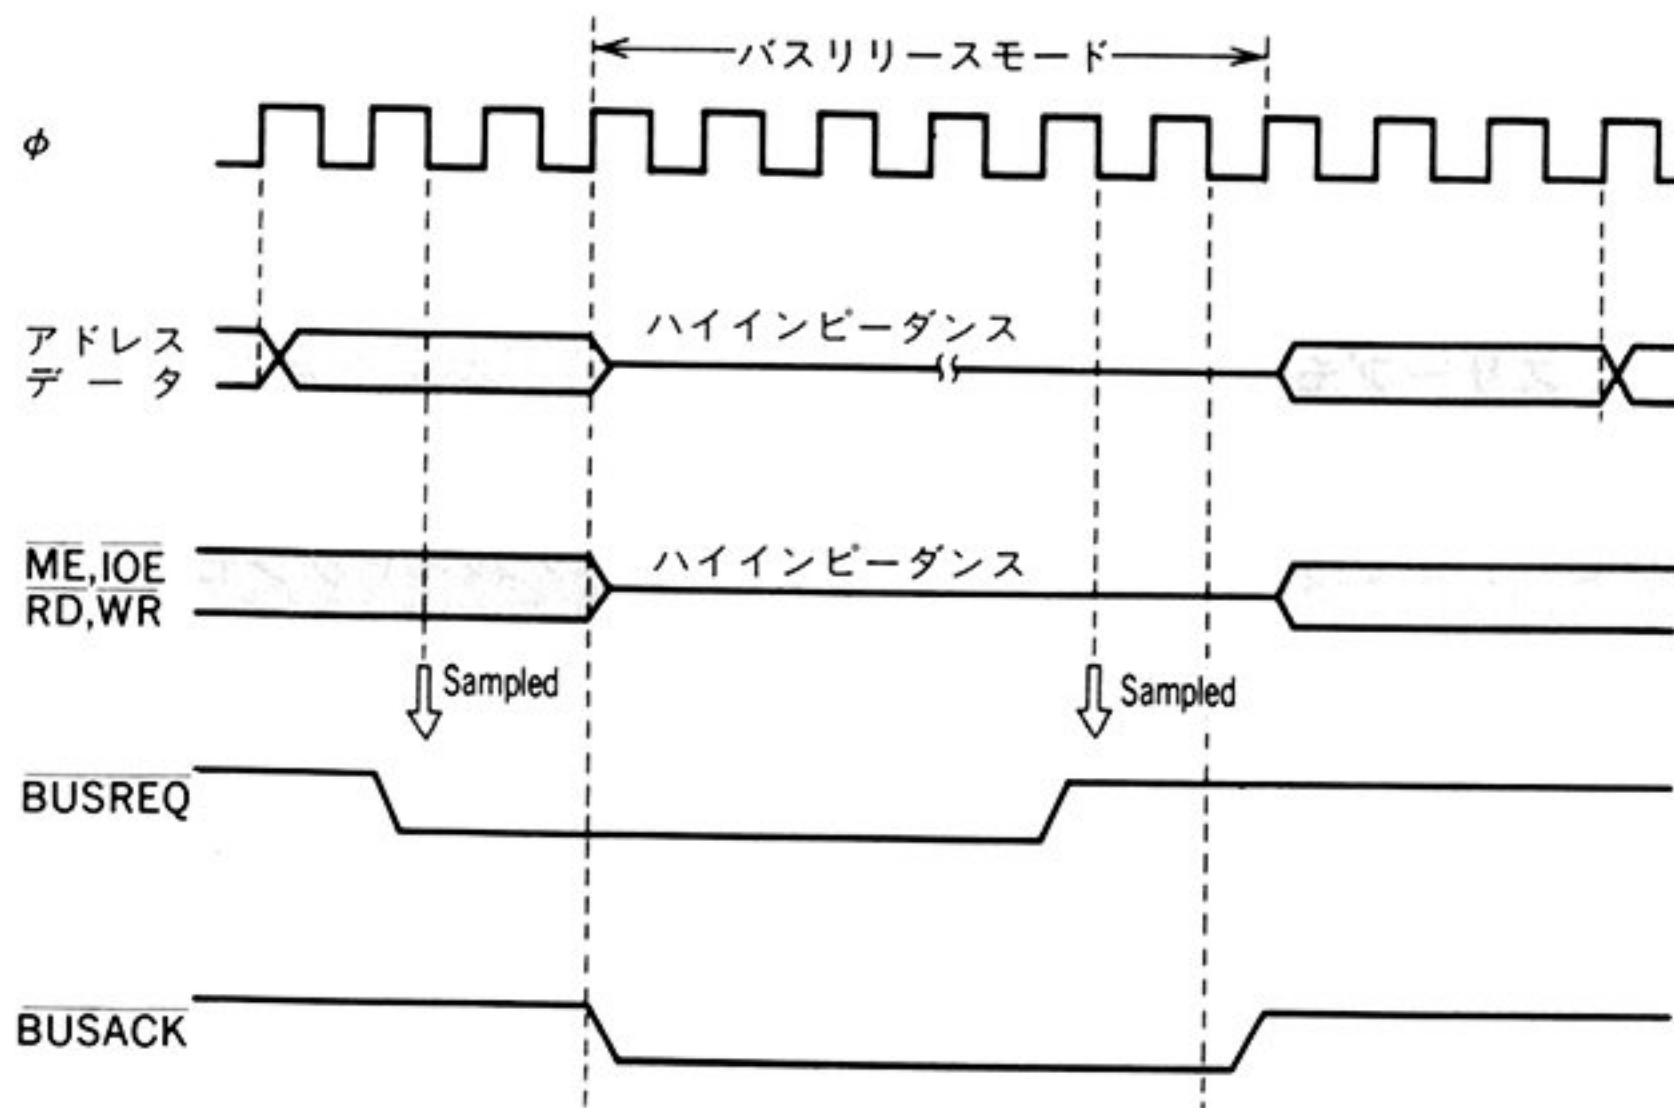 バスリリースモード
φ
アドレス
データ
ハイインピーダンス
ME,IOE
RD,WR
ハイインピーダンス
Sampled
Sampled
BUSREQ
BUSACK